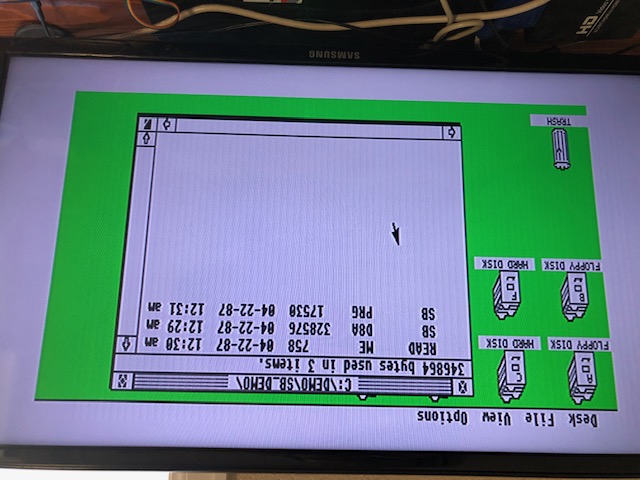 Desk File View Options
C:\DEMO\SB_DEMO\
346864 bytes used in 3 items.
READ ME 758 04-22-87 12:30 am
SB D8A 328576 04-22-87 12:29 am
SB PRG 17530 04-22-87 12:31 am
A
FLOPPY DISK
C
HARD DISK
B
FLOPPY DISK
F
HARD DISK
TRASH
SAMSUNG
HD